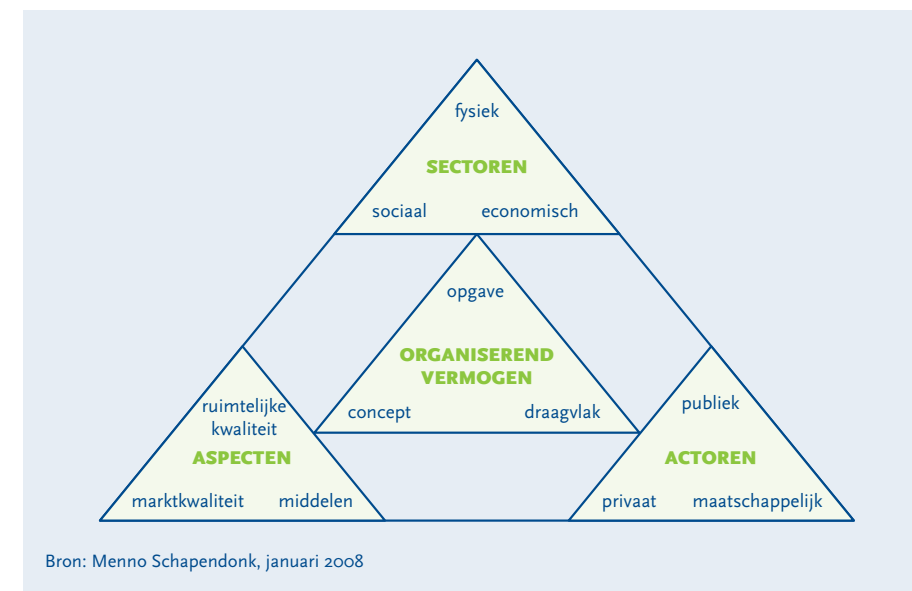 fysiek
SECTOREN
sociaal economisch
opgave
ORGANISEREND
VERMOGEN
concept draagvlak
ruimtelijke
kwaliteit
ASPECTEN
marktkwaliteit middelen
publiek
ACTOREN
privaat maatschappelijk
Bron: Menno Schapendonk, januari 2008